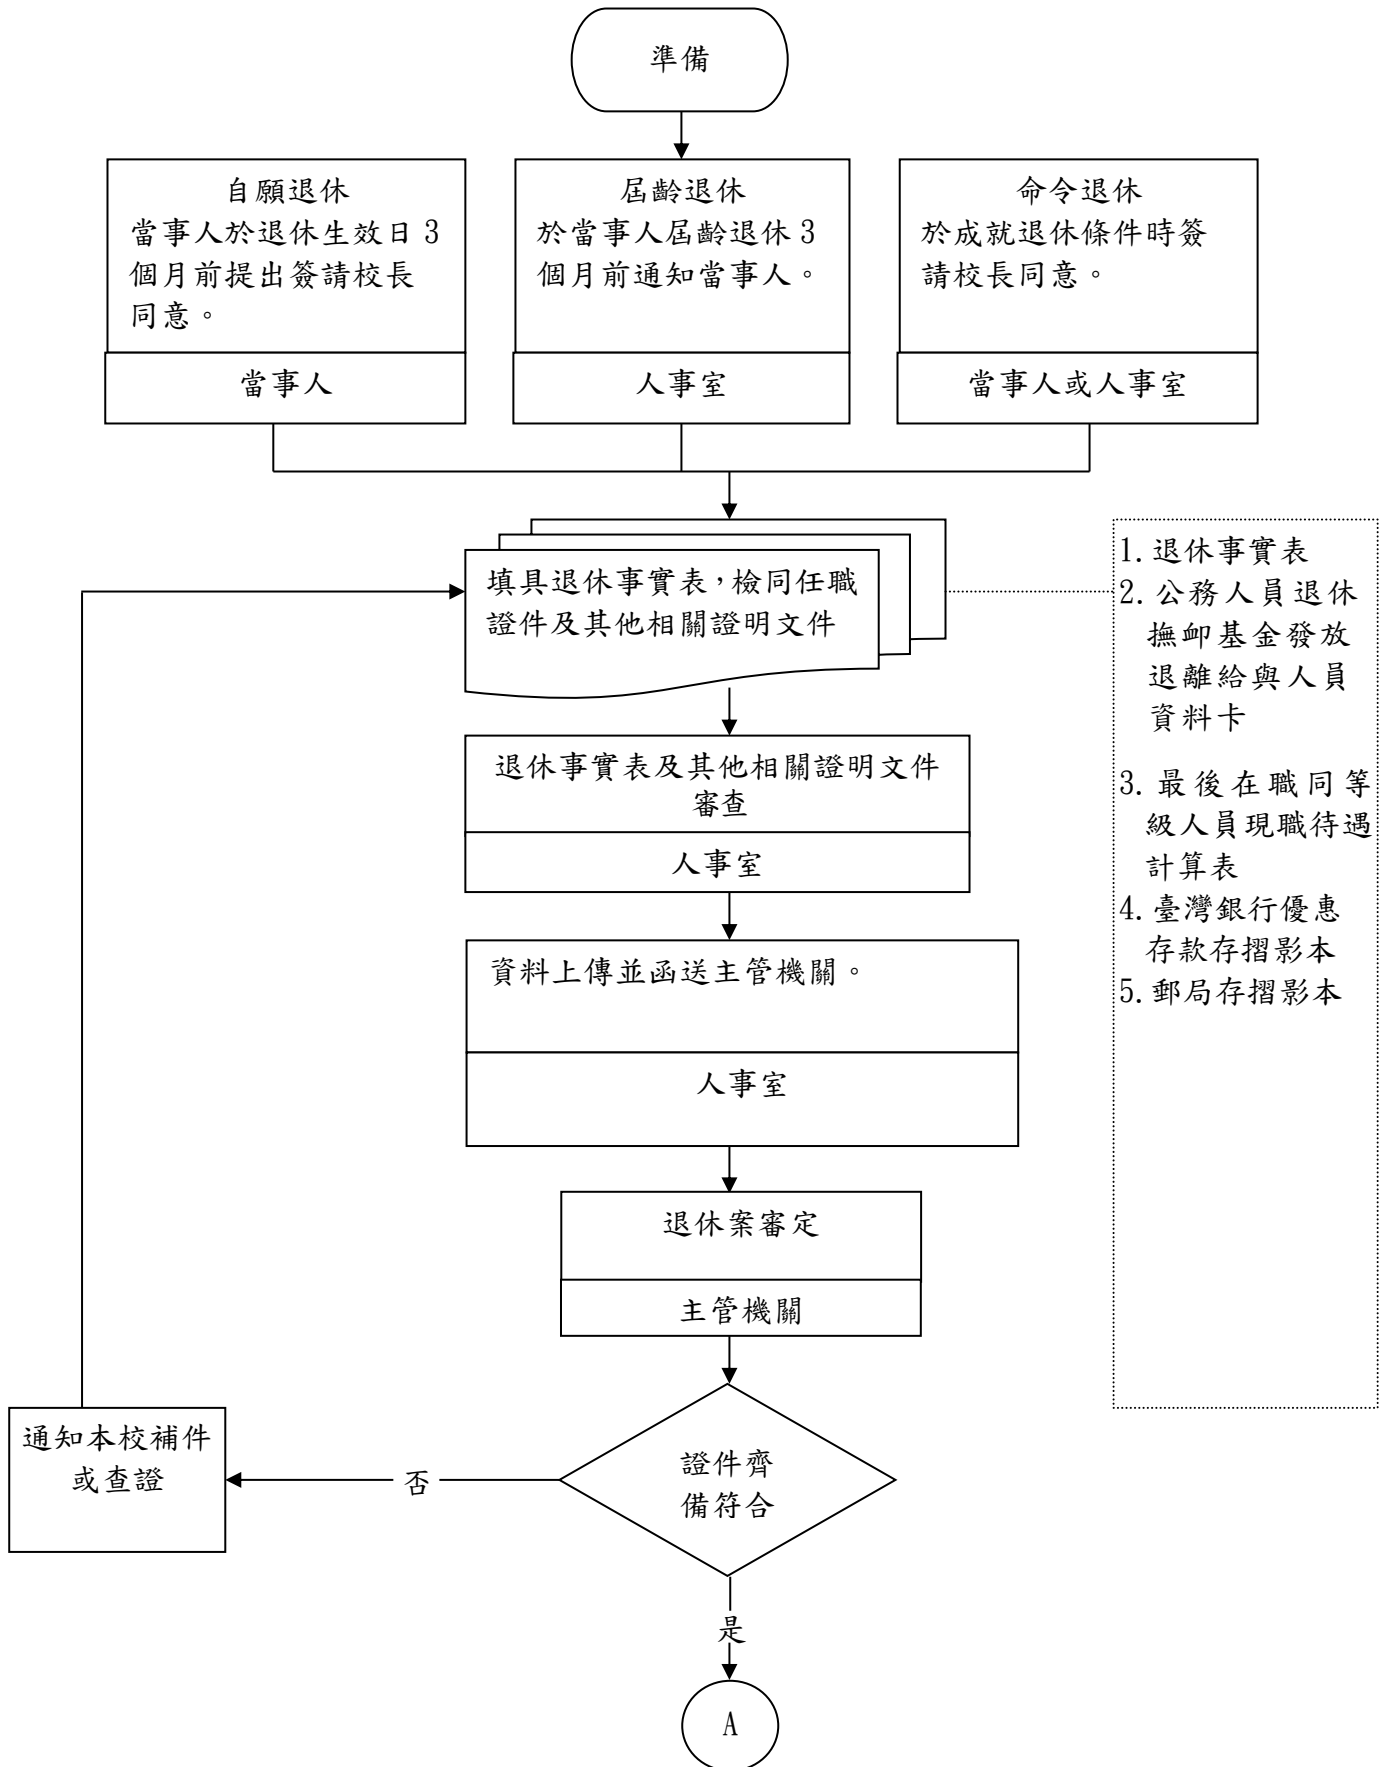 準備
自願退休
當事人於退休生效日3
個月前提出簽請校長
同意。
當事人
屆齡退休
於當事人屆齡退休3
個月前通知當事人。
人事室
命令退休
於成就退休條件時簽
請校長同意。
當事人或人事室
填具退休事實表,檢同任職
證件及其他相關證明文件
1.退休事實表
2.公務人員退休
撫卹基金發放
退離給與人員
資料卡
3.最後在職同等
級人員現職待遇
計算表
4.臺灣銀行優惠
存款存摺影本
5.郵局存摺影本
退休事實表及其他相關證明文件
審查
人事室
資料上傳並函送主管機關。
人事室
退休案審定
主管機關
證件齊
備符合
否
通知本校補件
或查證
是
A